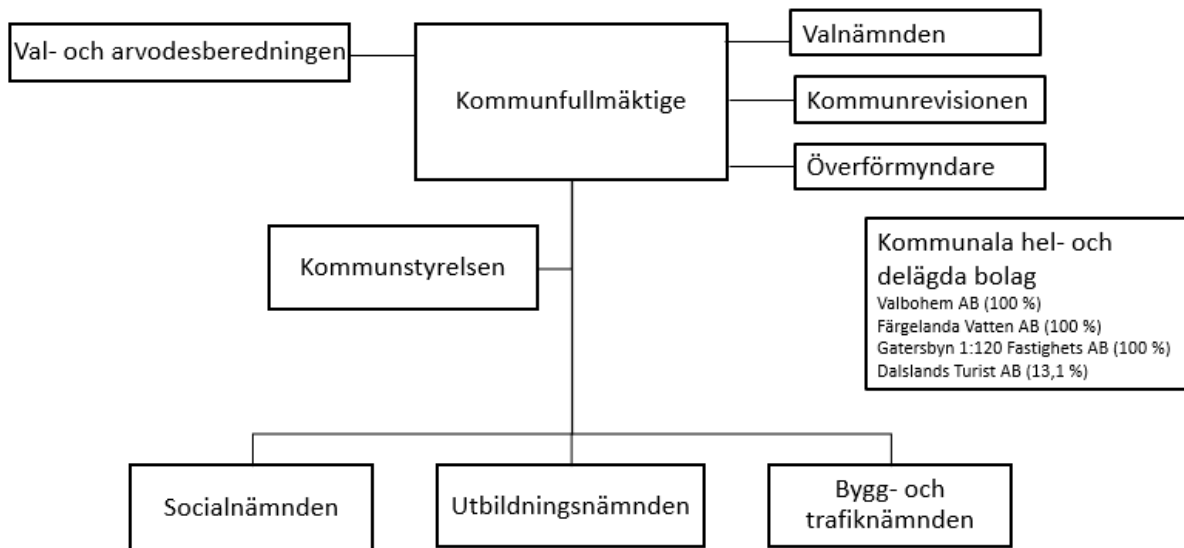 Val- och arvodesberedningen
Kommunfullmäktige
Valnämnden
Kommunrevisionen
Överförmyndare
Kommunstyrelsen
Kommunala hel- och
delägda bolag
Valbohem AB (100 %)
Färgelanda Vatten AB (100 %)
Gatersbyn 1:120 Fastighets AB (100 %)
Dalslands Turist AB (13,1 %)
Socialnämnden
Utbildningsnämnden
Bygg- och
trafiknämnden